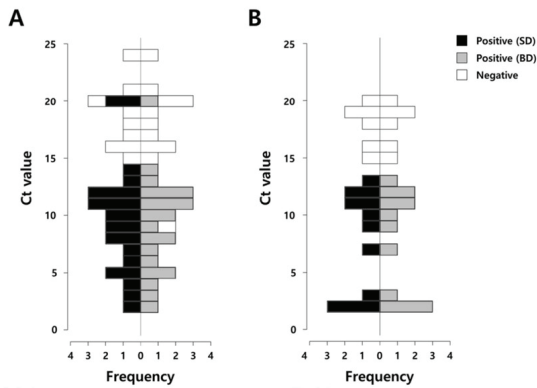 A
B
25
20
15
10
5
0
Ct value
4 3 2 1 0 1 2 3 4
Frequency
25
20
15
10
5
0
Ct value
4 3 2 1 0 1 2 3 4
Frequency
Positive (SD)
Positive (BD)
Negative